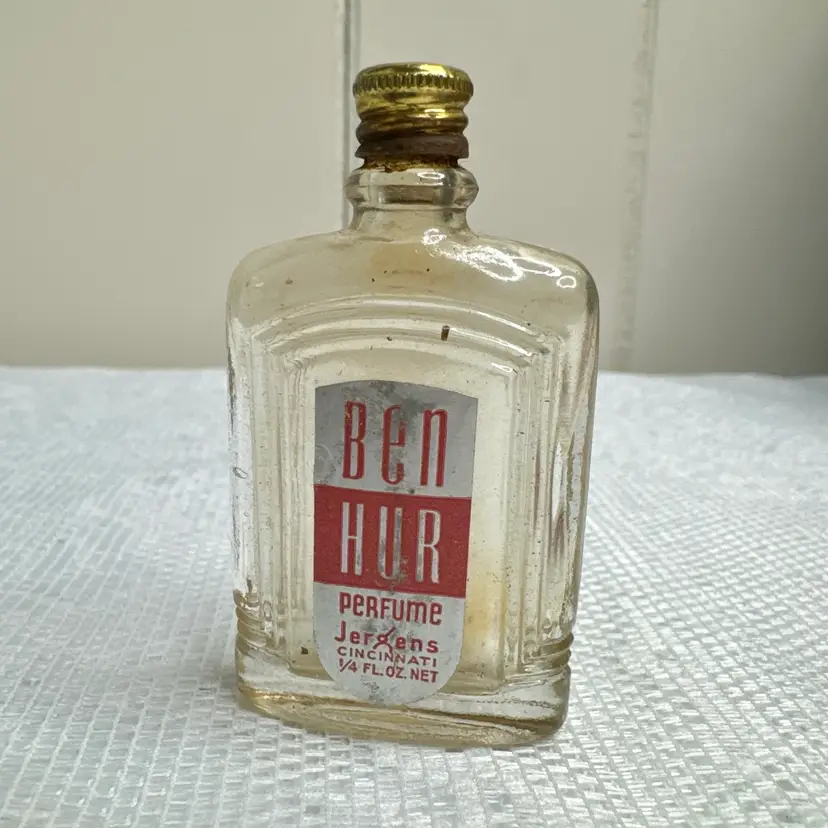 Ben
HUR
PERFUME
Jergens
CINCINNATI
1/4 FL.OZ.NET